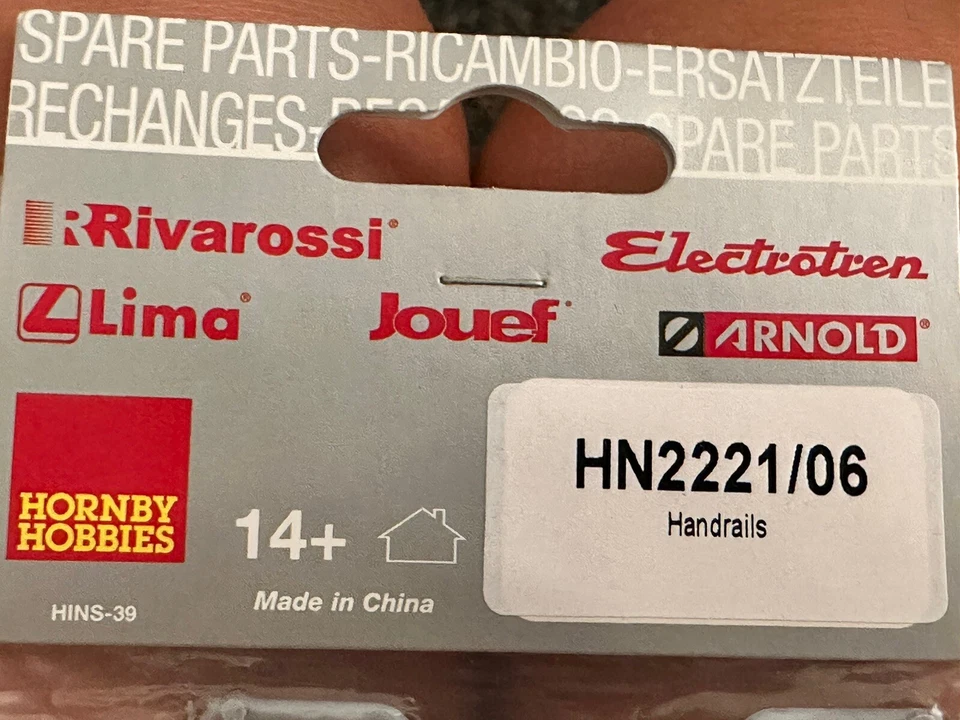 SPARE PARTS-RICAMBIO-ERSATZTEILE
RECHANGES- SPARE PARTS
Rivarossi®
Electrotren
Lima®
Jouef
ARNOLD®
HORNBY
HOBBIES
14+
HN2221/06
Handrails
Made in China
HINS-39